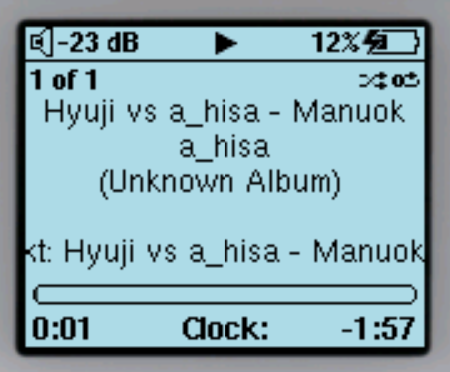 -23 dB 12%
1 of 1
Hyuji vs a_hisa - Manuok
a_hisa
(Unknown Album)
xt: Hyuji vs a_hisa - Manuok
0:01 Clock: -1:57